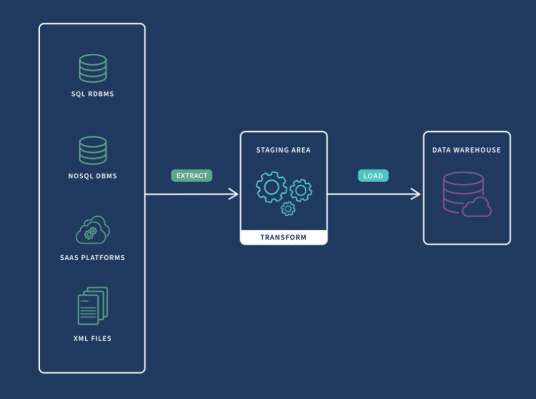 SQL RDBMS
NOSQL DBMS
SAAS PLATFORMS
XML FILES
EXTRACT
STAGING AREA
TRANSFORM
LOAD
DATA WAREHOUSE